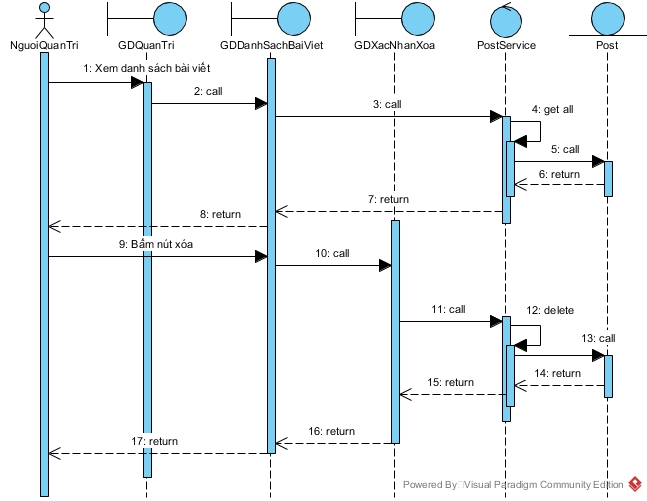 NguoiQuanTri
GDQuanTri
GDDanhSachBaiViet
GDXacNhanXoa
PostService
Post
1: Xem danh sách bài viết
2: call
3: call
4: get all
5: call
6: return
7: return
8: return
9: Bấm nút xóa
10: call
11: call
12: delete
13: call
14: return
15: return
16: return
17: return
Powered By Visual Paradigm Community Edition